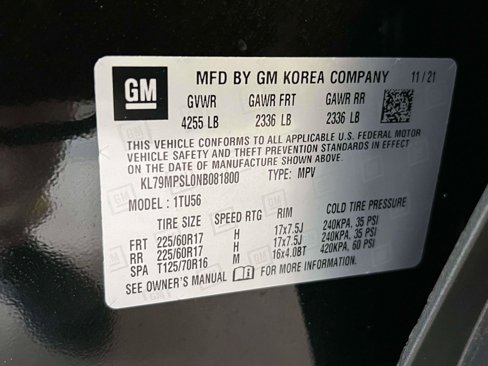 GM MFD BY GM KOREA COMPANY 11/21
GVWR GAWR FRT GAWR RR
4255 LB 2336 LB 2336 LB
THIS VEHICLE CONFORMS TO ALL APPLICABLE U.S. FEDERAL MOTOR
VEHICLE SAFETY AND THEFT PREVENTION STANDARDS IN EFFECT
ON THE DATE OF MANUFACTURE SHOWN ABOVE.
KL79MPSL0NB081800 TYPE: MPV
MODEL: 1TU56
TIRE SIZE SPEED RTG RIM COLD TIRE PRESSURE
FRT 225/60R17 H 17x7.5J 240KPA, 35 PSI
RR 225/60R17 H 17x7.5J 240KPA, 35 PSI
SPA T125/70R16 M 16x4.0BT 420KPA, 60 PSI
SEE OWNER'S MANUAL FOR MORE INFORMATION